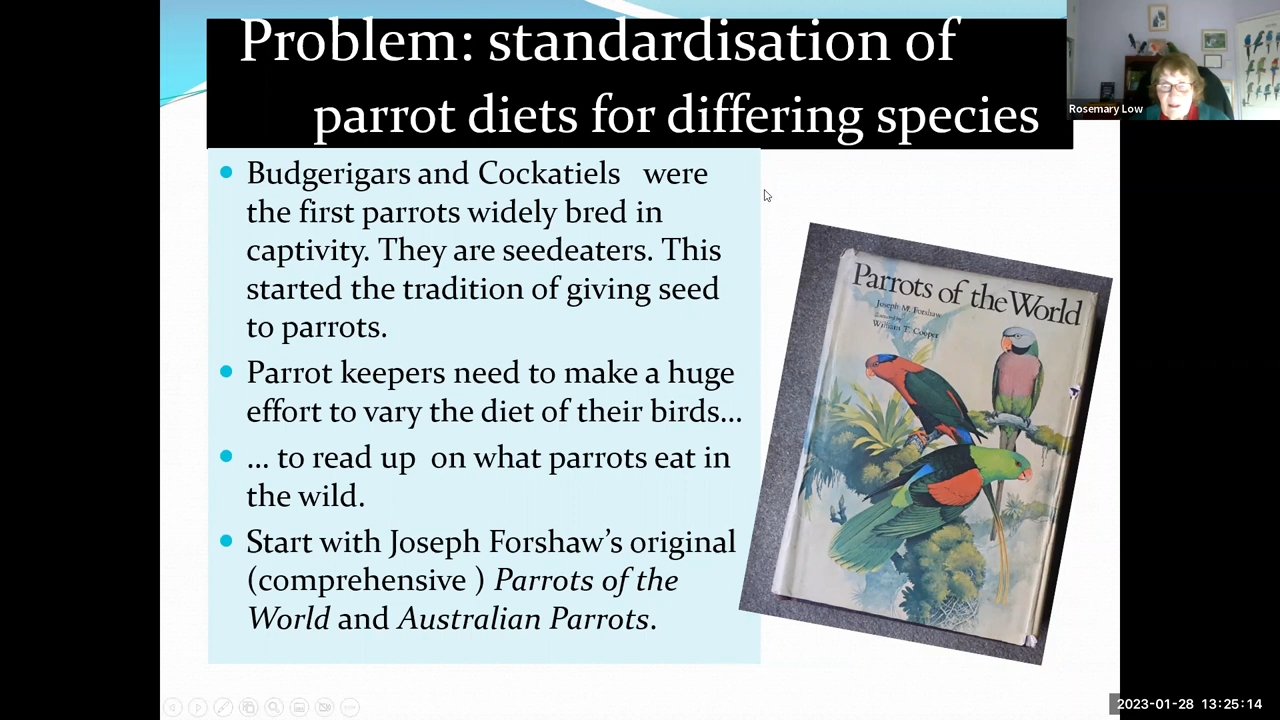 Problem: standardisation of
parrot diets for differing species
Rosemary Low
• Budgerigars and Cockatiels were
the first parrots widely bred in
captivity. They are seedeaters. This
started the tradition of giving seed
to parrots.
• Parrot keepers need to make a huge
effort to vary the diet of their birds...
• ... to read up on what parrots eat in
the wild.
• Start with Joseph Forshaw's original
(comprehensive ) Parrots of the
World and Australian Parrots.
Parrots of the World
Joseph M. Forshaw
William T. Cooper
2023-01-28 13:25:14